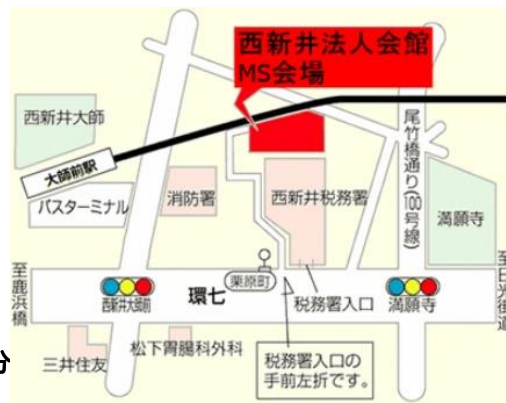 西新井法人会館
MS会場
西新井大師
大師前駅
バスターミナル
消防署
西新井税務署
尾竹橋通り(100号線)
満願寺
至鹿浜橋
環七
栗原町
税務署入口
満願寺
至日光街道
三井住友
松下胃腸科外科
税務署入口の
手前左折です。
分